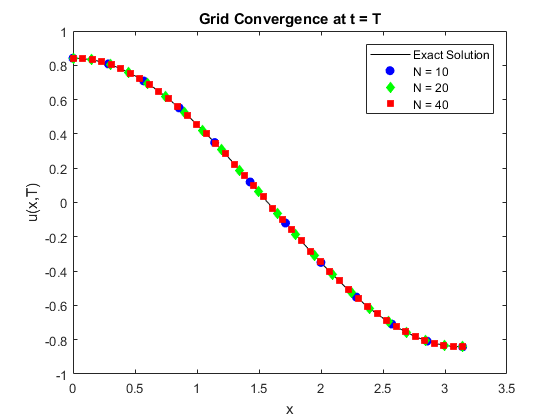 Grid Convergence at t = T
Exact Solution
N = 10
N = 20
N = 40
1
0.8
0.6
0.4
0.2
0
-0.2
-0.4
-0.6
-0.8
-1
u(x,T)
0
0.5
1
1.5
2
2.5
3
3.5
x